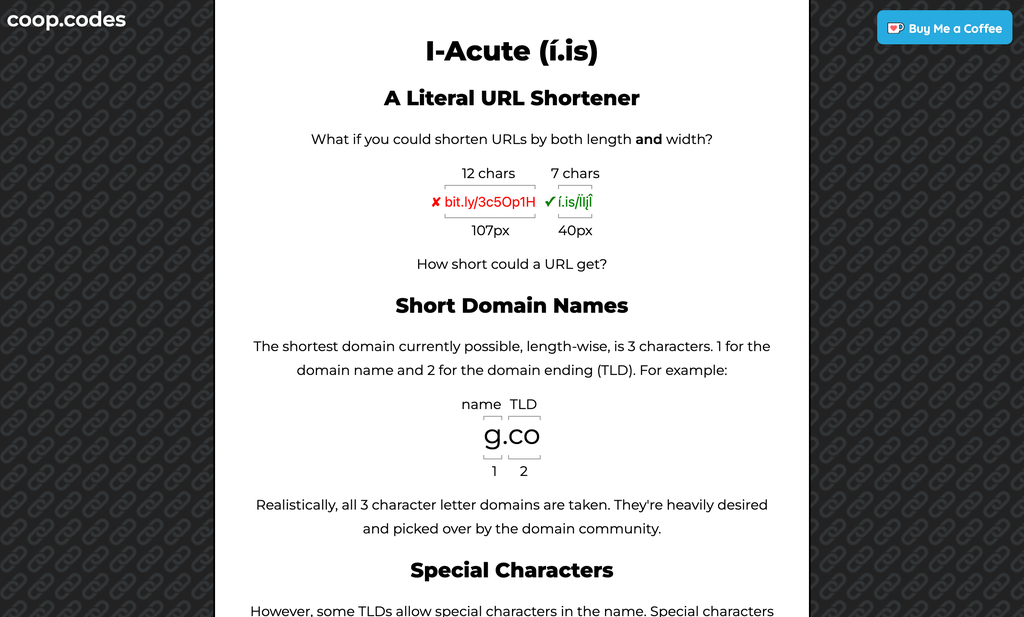 coop.codes
Buy Me a Coffee
I-Acute (í.is)
A Literal URL Shortener
What if you could shorten URLs by both length and width?
12 chars 7 chars
✘ bit.ly/3c5Op1H ✔ í.is/ÏIįÎ
107px 40px
How short could a URL get?
Short Domain Names
The shortest domain currently possible, length-wise, is 3 characters. 1 for the
domain name and 2 for the domain ending (TLD). For example:
name TLD
g.co
1 2
Realistically, all 3 character letter domains are taken. They're heavily desired
and picked over by the domain community.
Special Characters
However, some TLDs allow special characters in the name. Special characters